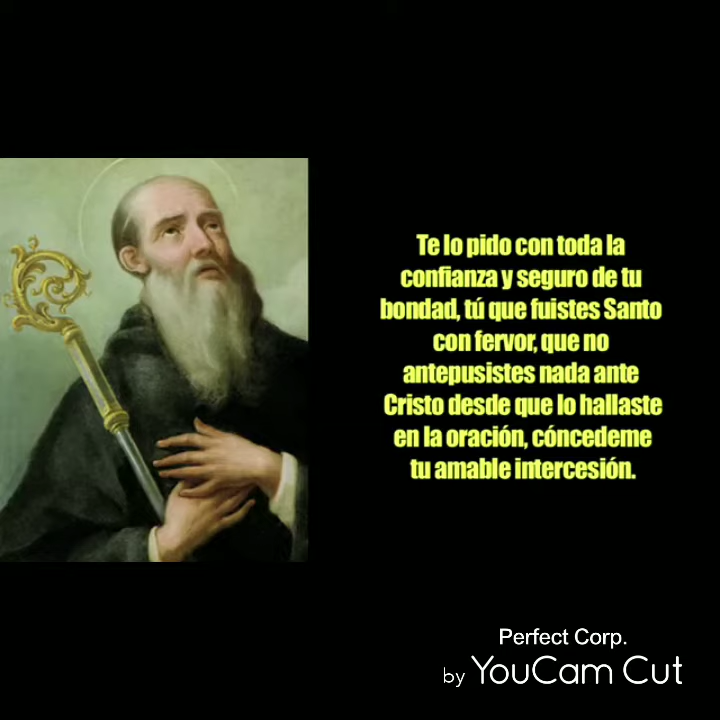 Te lo pido con toda la
confianza y seguro de tu
bondad, tú que fuistes Santo
con fervor, que no
antepusistes nada ante
Cristo desde que lo hallaste
en la oración, cóncedeme
tu amable intercesión.
Perfect Corp.
by YouCam Cut